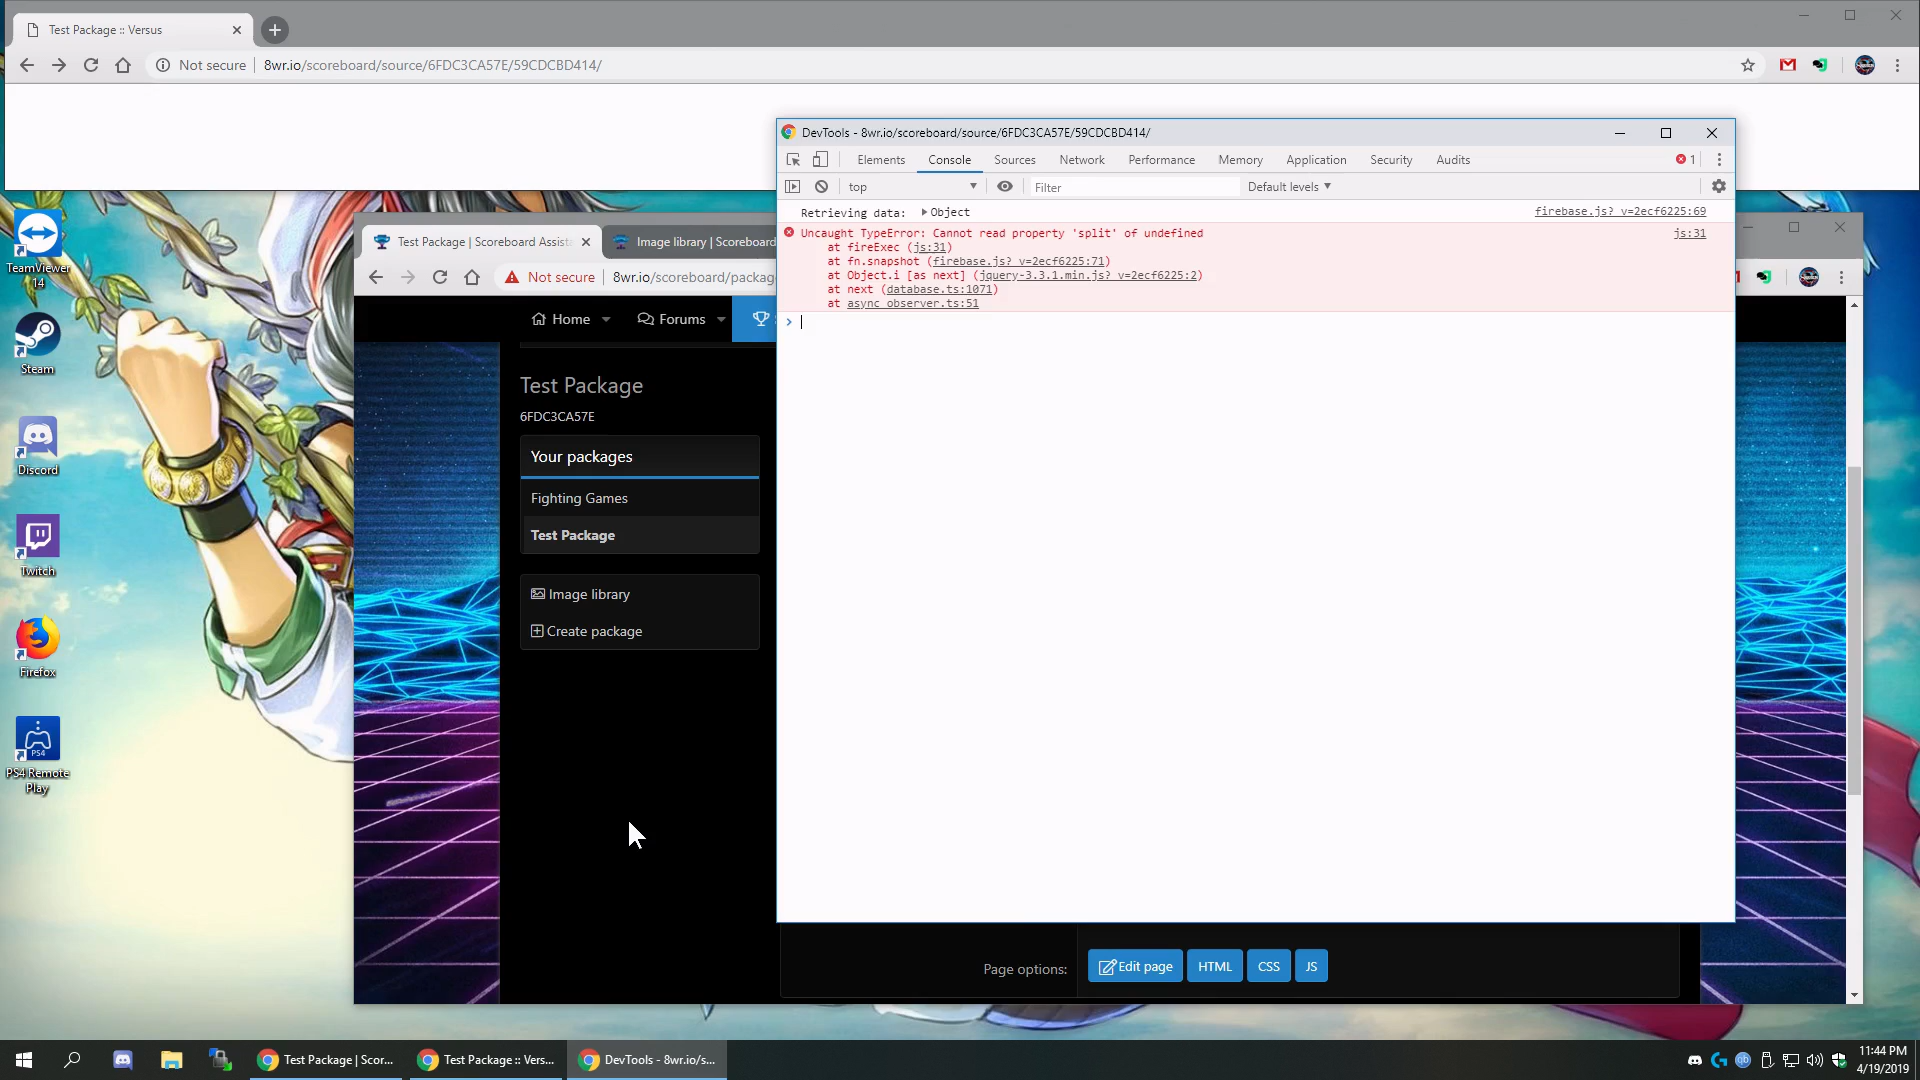 Test Package :: Versus
Not secure
8wr.io/scoreboard/source/6FDC3CA57E/59CDCBD414/
DevTools - 8wr.io/scoreboard/source/6FDC3CA57E/59CDCBD414/
Elements Console Sources Network Performance Memory Application Security Audits 1
top Filter Default levels
Retrieving data: Object firebase.js?_v=2ecf6225:69
Uncaught TypeError: Cannot read property 'split' of undefined js:31
at fireExec (js:31)
at fn.snapshot (firebase.js?_v=2ecf6225:71)
at Object.i [as next] (jquery-3.3.1.min.js?_v=2ecf6225:2)
at next (database.ts:1071)
at async_observer.ts:51
TeamViewer
14
Steam
Discord
Twitch
Firefox
PS4
PS4 Remote
Play
Test Package | Scoreboard Assist
Image library | Scoreboard
Not secure
8wr.io/scoreboard/package
Home Forums
Test Package
6FDC3CA57E
Your packages
Fighting Games
Test Package
Image library
Create package
Page options: Edit page HTML CSS JS
Test Package | Scor...
Test Package :: Vers...
DevTools - 8wr.io/s...
11:44 PM
4/19/2019